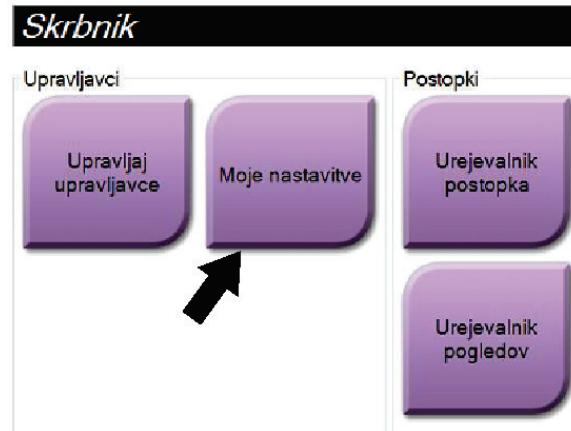 Skrbnik
Upravljavci
Postopki
Upravljaj
upravljavce
Moje nastavitve
Urejevalnik
postopka
Urejevalnik
pogledov